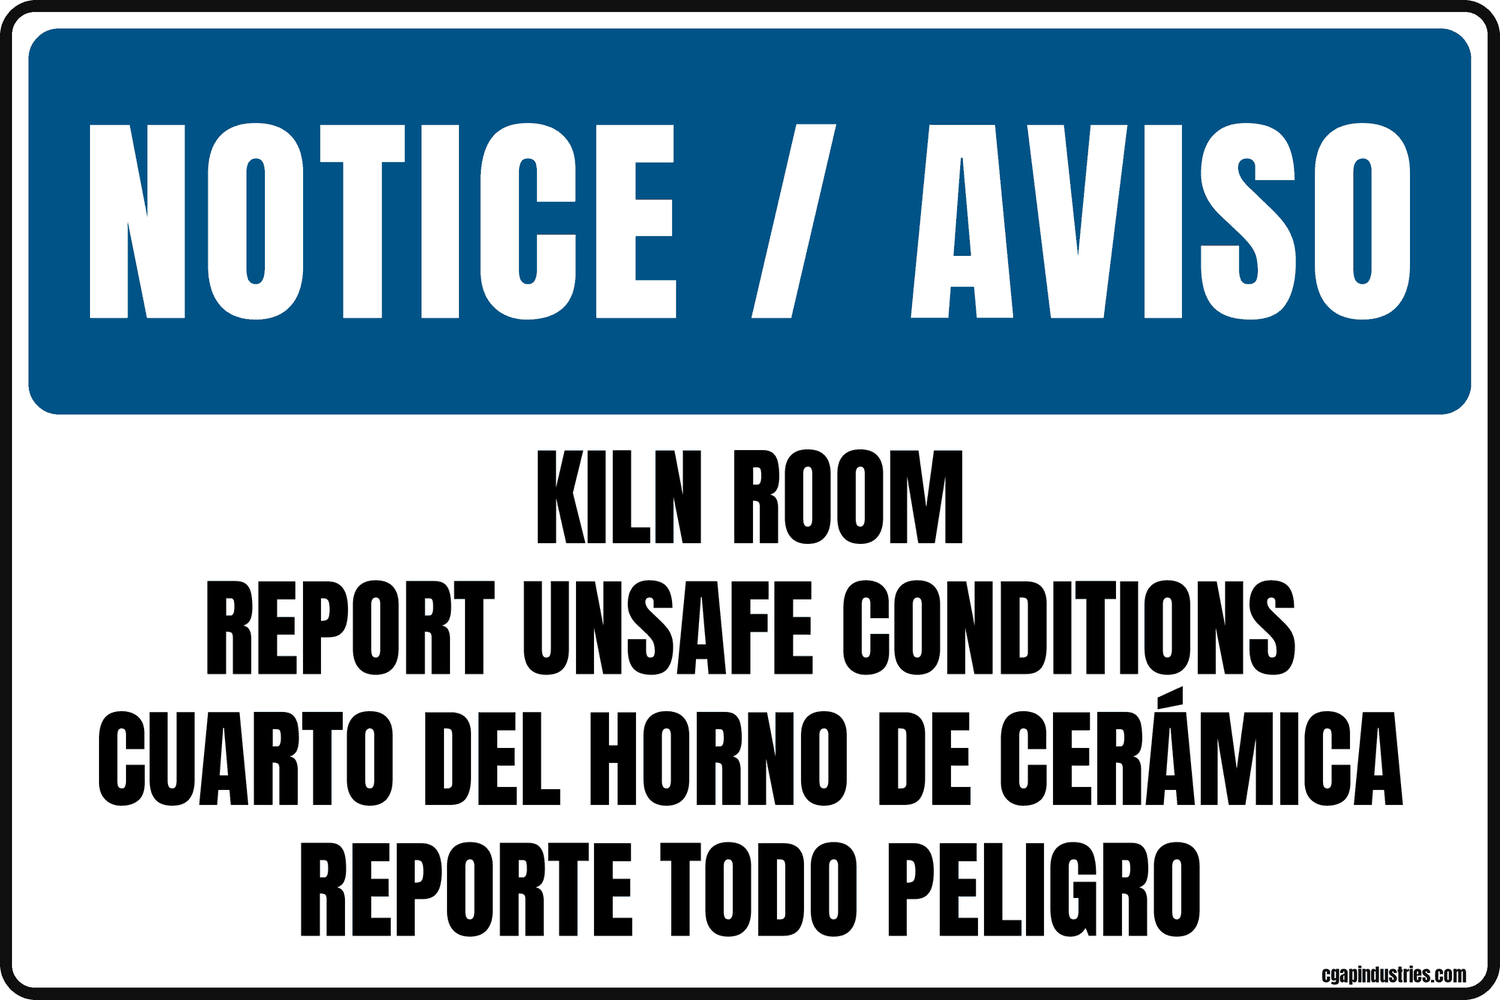 NOTICE / AVISO
KILN ROOM
REPORT UNSAFE CONDITIONS
CUARTO DEL HORNO DE CERÁMICA
REPORTE TODO PELIGRO
cgapindustries.com